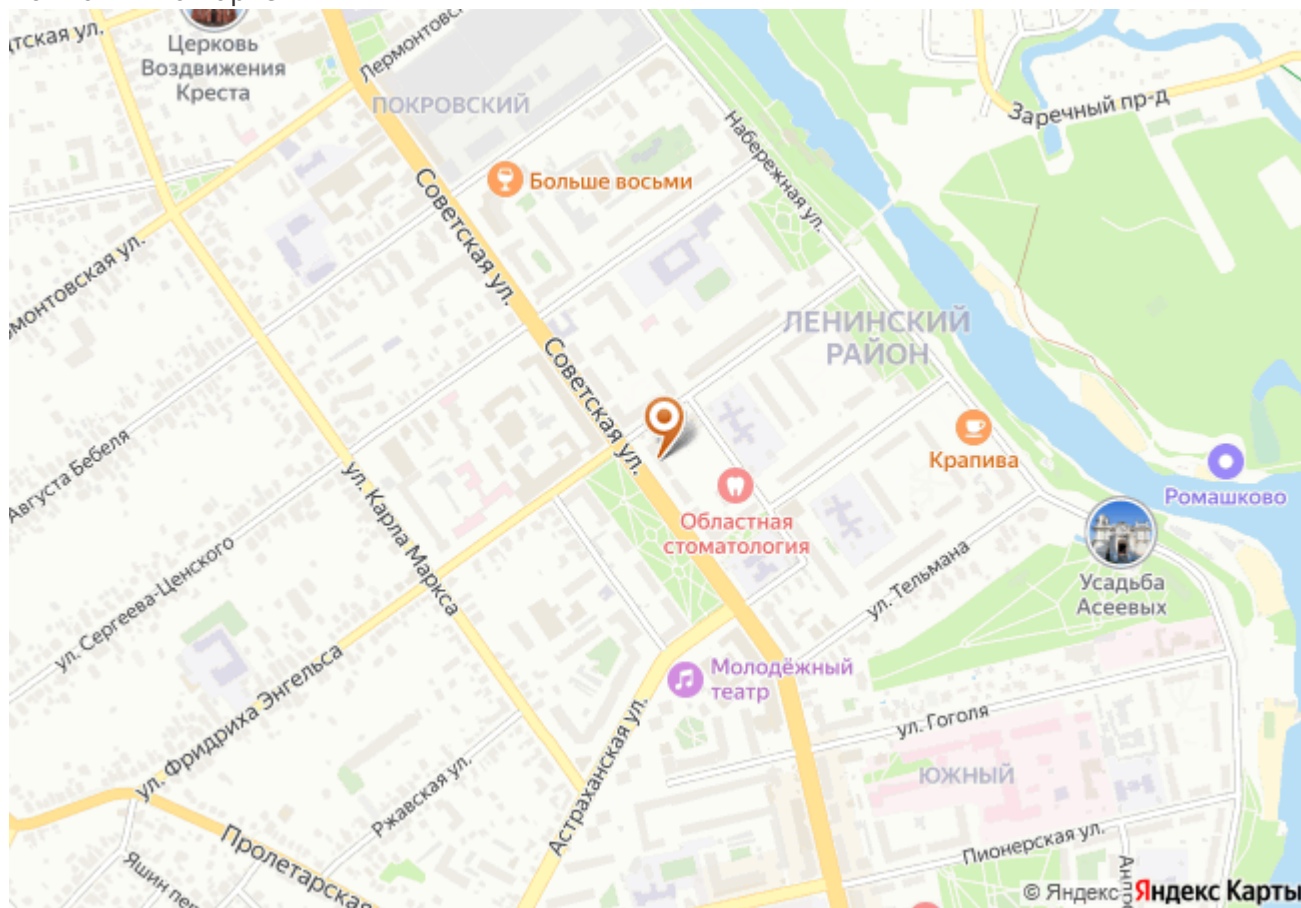 тская ул.
Церковь
Воздвижения
Креста
Лермонтовс
ПОКРОВСКИЙ
Заречный пр-д
Набережная ул.
Больше восьми
Советская ул.
монтовская ул.
ЛЕНИНСКИЙ
РАЙОН
Советская ул.
Августа Бебеля
ул. Карла Маркса
Крапива
Ромашково
Областная
стоматология
ул. Сергеева-Ценского
ул. Тельмана
Усадьба
Асеевых
ул. Фридриха Энгельса
Молодёжный
театр
ул. Гоголя
Астраханская ул.
Ржавская ул.
ЮЖНЫЙ
Пролетарская
Пионерская ул.
Яшин пер
© Яндекс Яндекс Карты